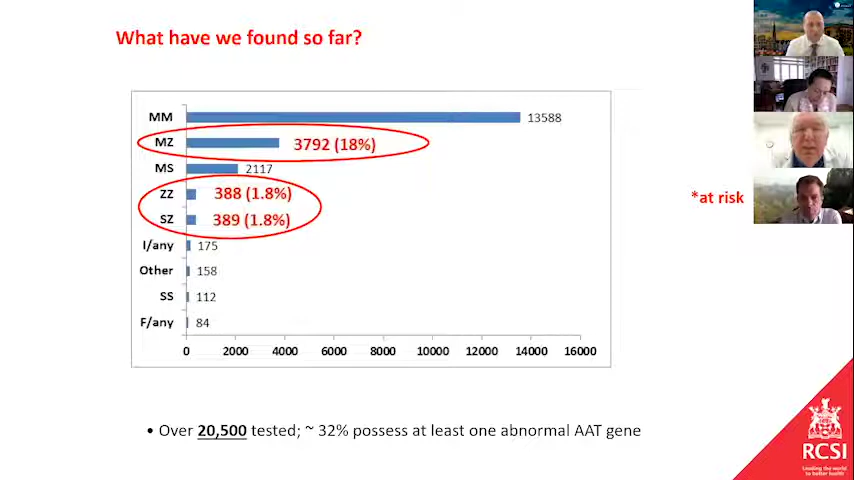 What have we found so far?
MM 13588
MZ 3792 (18%)
MS 2117
ZZ 388 (1.8%)
SZ 389 (1.8%)
I/any 175
Other 158
SS 112
F/any 84
0 2000 4000 6000 8000 10000 12000 14000 16000
*at risk
• Over 20,500 tested; ~ 32% possess at least one abnormal AAT gene
RCSI
Leading the world
to better health